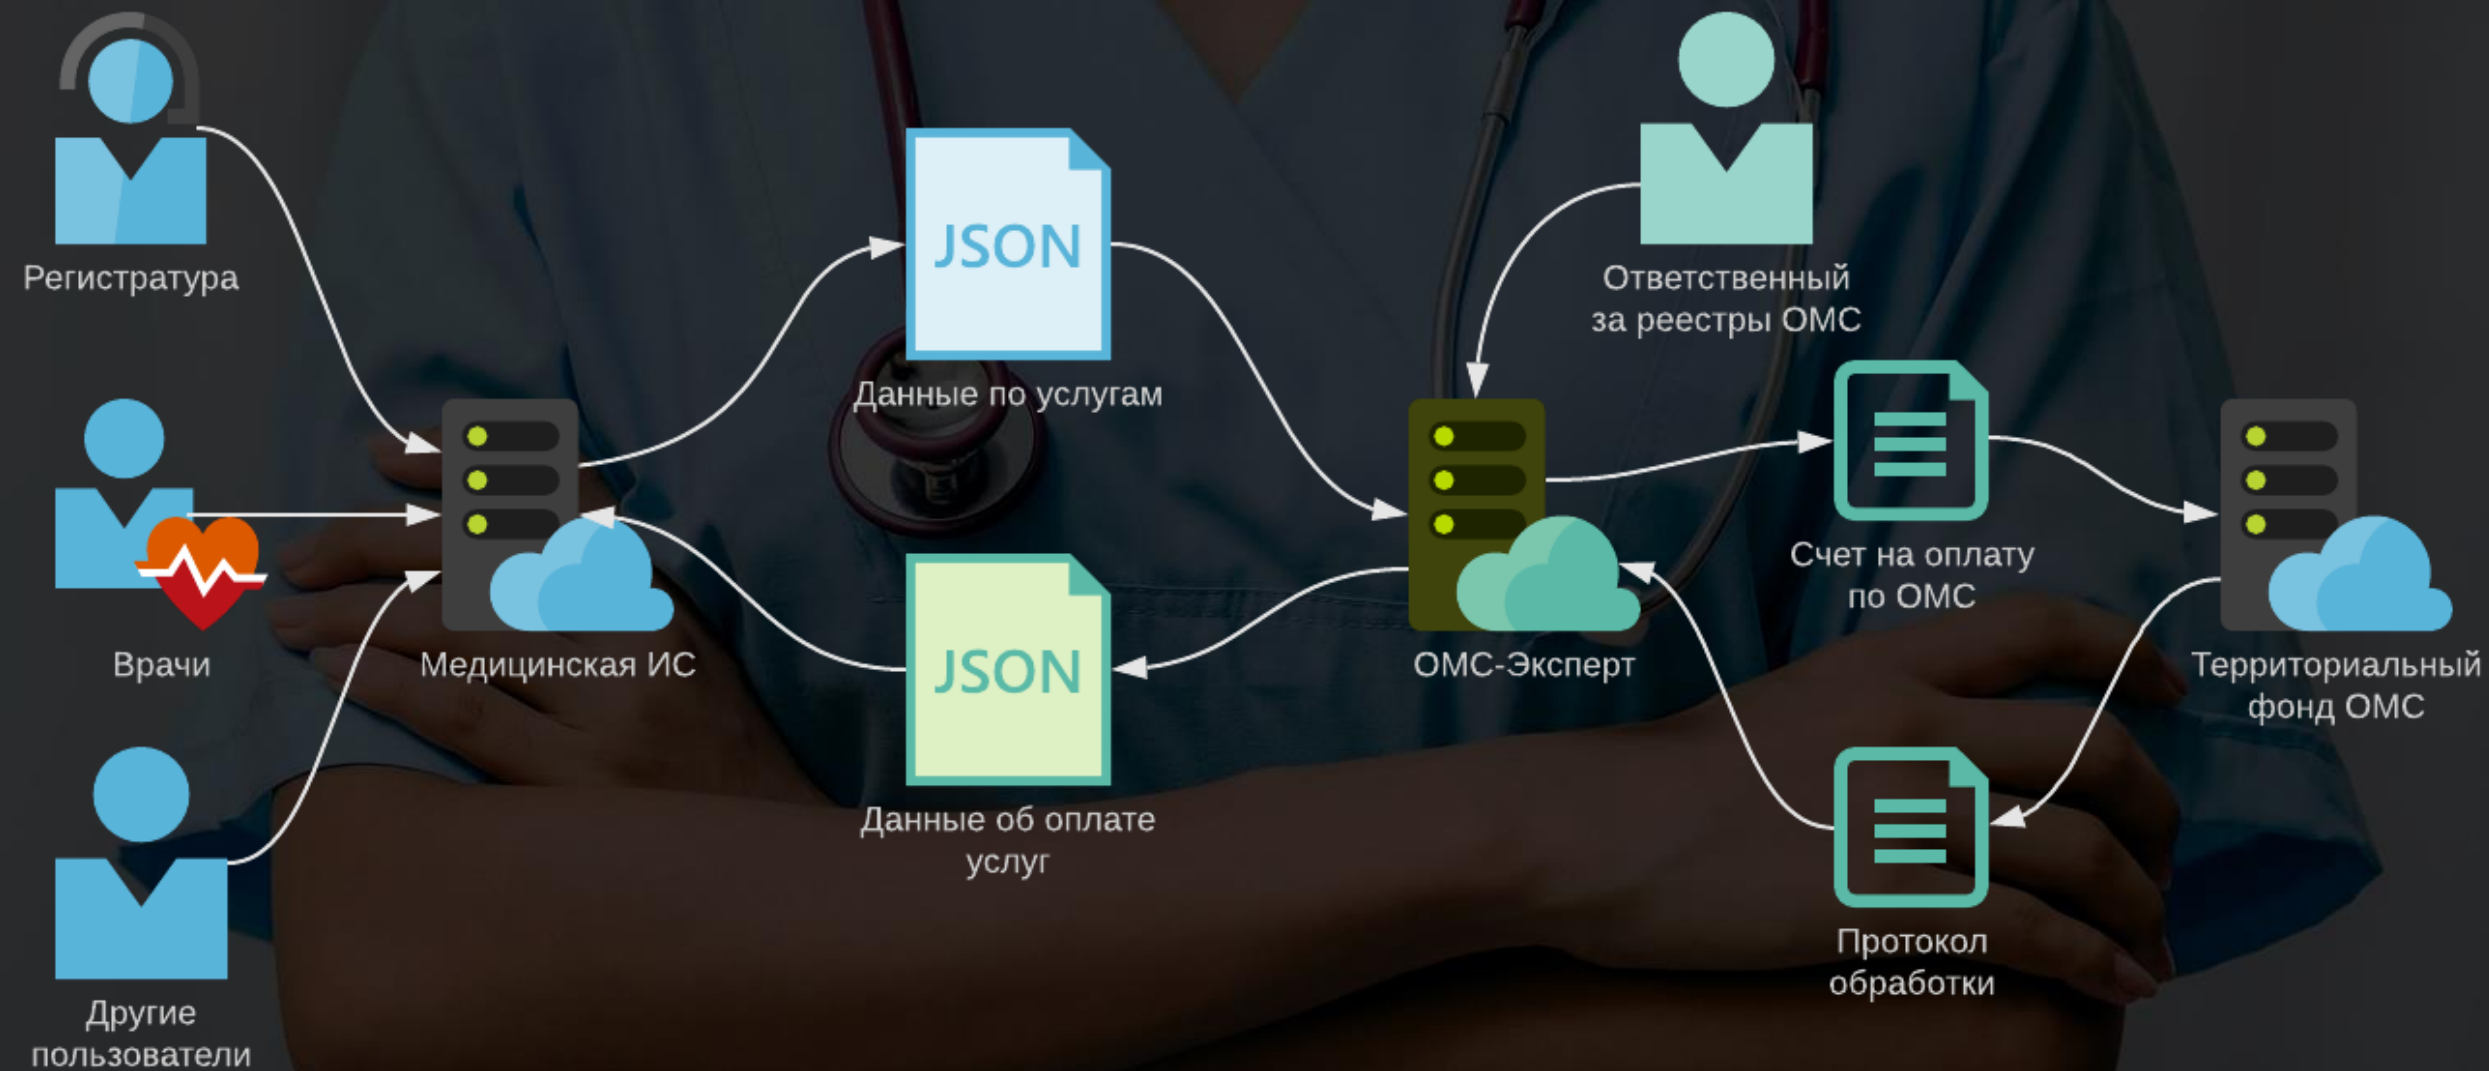 Регистратура
JSON
Данные по услугам
Ответственный
за реестры ОМС
Врачи
Медицинская ИС
JSON
Данные об оплате
услуг
ОМС-Эксперт
Счет на оплату
по ОМС
Территориальный
фонд ОМС
Другие
пользователи
Протокол
обработки